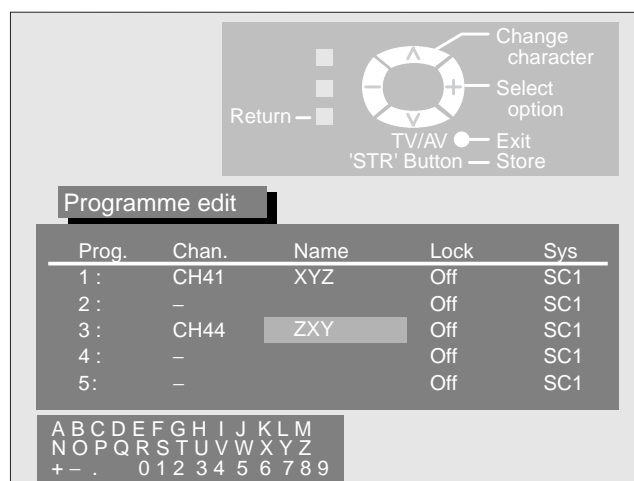 Change
character
Select
option
Return
TV/AV Exit
'STR' Button Store
Programme edit
Prog. Chan. Name Lock Sys
1 : CH41 XYZ Off SC1
2 : – Off SC1
3 : CH44 ZXY Off SC1
4 : – Off SC1
5: – Off SC1
A B C D E F G H I J K L M
N O P Q R S T U V W X Y Z
+ – . 0 1 2 3 4 5 6 7 8 9